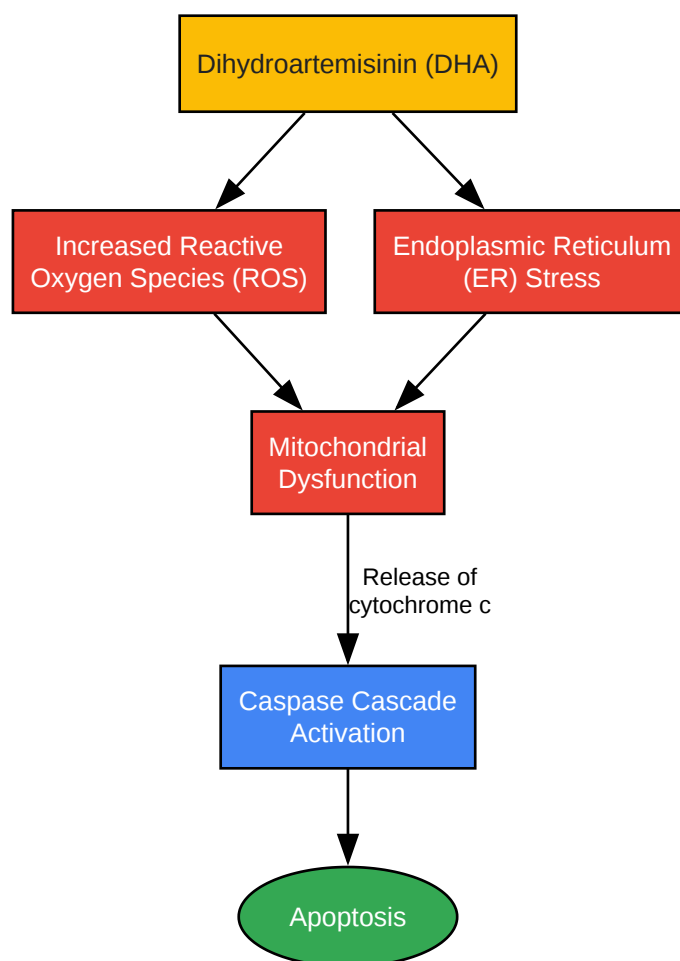 Dihydroartemisinin (DHA)
Increased Reactive
Oxygen Species (ROS)
Endoplasmic Reticulum
(ER) Stress
Mitochondrial
Dysfunction
Release of
cytochrome c
Caspase Cascade
Activation
Apoptosis